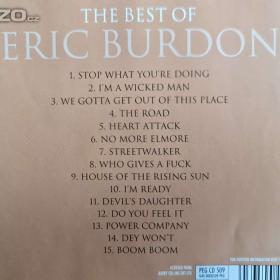 ZO.cz
THE BEST OF
ERIC BURDON
1. STOP WHAT YOU'RE DOING
2. I'M A WICKED MAN
3. WE GOTTA GET OUT OF THIS PLACE
4. THE ROAD
5. HEART ATTACK
6. NO MORE ELMORE
7. STREETWALKER
8. WHO GIVES A FUCK
9. HOUSE OF THE RISING SUN
10. I'M READY
11. DEVIL'S DAUGHTER
12. DO YOU FEEL IT
13. POWER COMPANY
14. DEY WON'T
15. BOOM BOOM
PEG CD 509